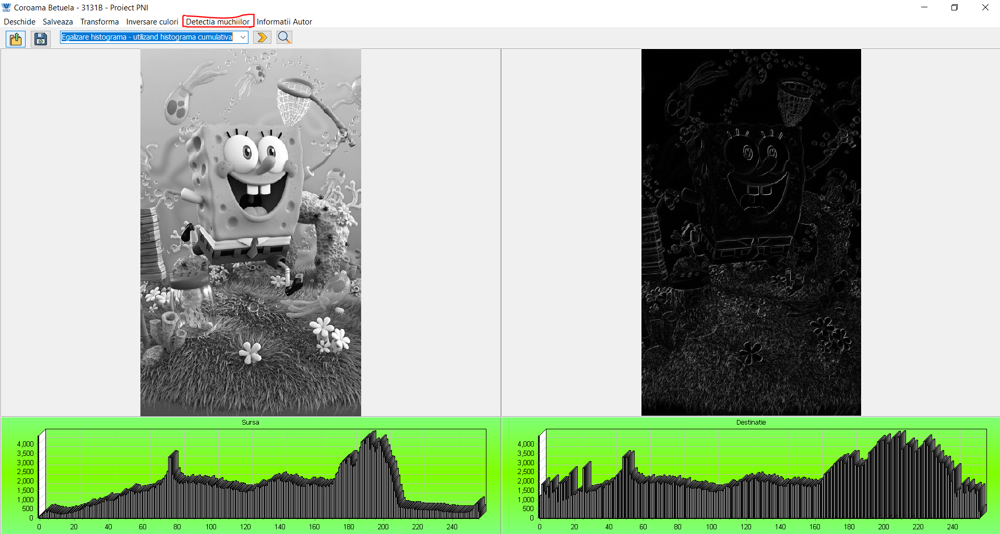 Coroama Betuela - 3131B - Proiect PNI
Deschide Salveaza Transforma Inversare culori Detectia muchiilor Informatii Autor
Egalizare histograma - utilizand histograma cumulativa
Sursa
4,000
3,500
3,000
2,500
2,000
1,500
1,000
500
0
0 20 40 60 80 100 120 140 160 180 200 220 240
Destinatie
4,000
3,500
3,000
2,500
2,000
1,500
1,000
500
0
0 20 40 60 80 100 120 140 160 180 200 220 240